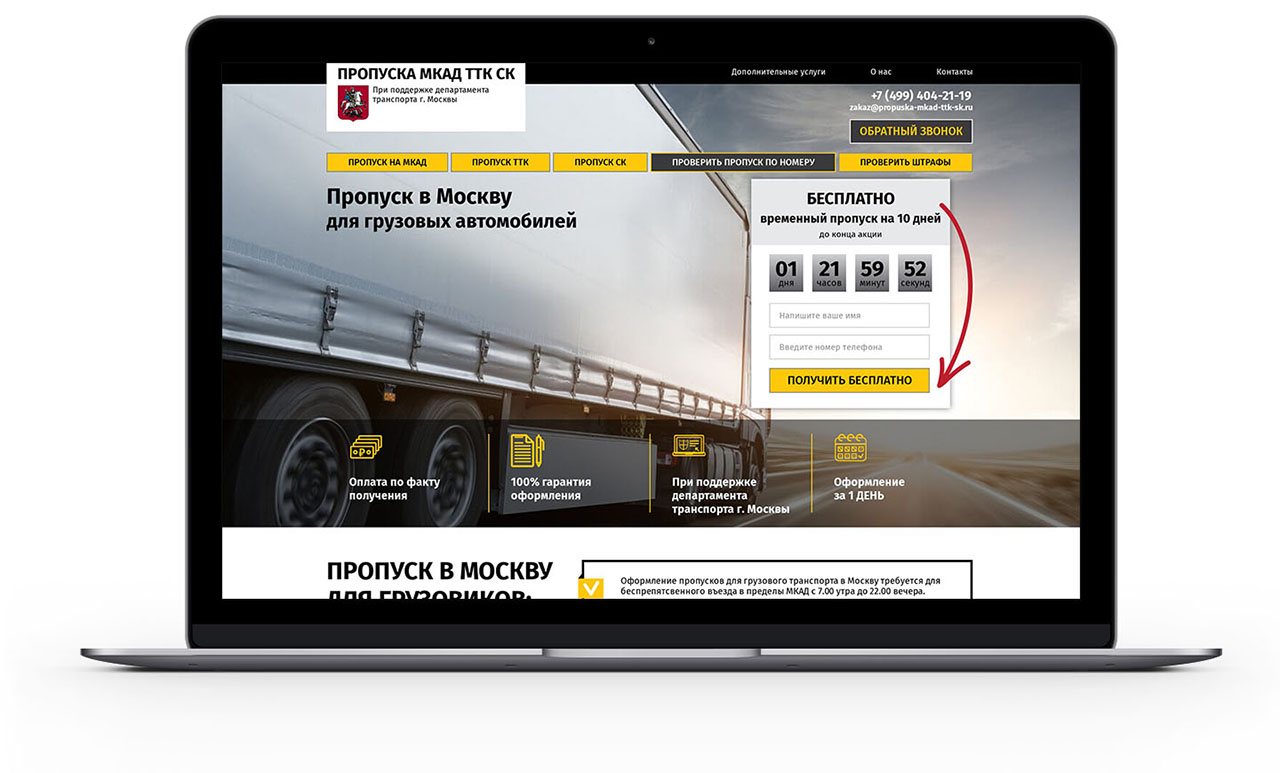 ПРОПУСКА МКАД ТТК СК
При поддержке департамента
транспорта г. Москвы
Дополнительные услуги
О нас
Контакты
+7 (499) 404-21-19
zakaz@propuska-mkad-ttk-sk.ru
ОБРАТНЫЙ ЗВОНОК
ПРОПУСК НА МКАД
ПРОПУСК ТТК
ПРОПУСК СК
ПРОВЕРИТЬ ПРОПУСК ПО НОМЕРУ
ПРОВЕРИТЬ ШТРАФЫ
Пропуск в Москву
для грузовых автомобилей
БЕСПЛАТНО
временный пропуск на 10 дней
до конца акции
01 21 59 52
дня часов минут секунд
Напишите ваше имя
Введите номер телефона
ПОЛУЧИТЬ БЕСПЛАТНО
Оплата по факту
получения
100% гарантия
оформления
При поддержке
департамента
транспорта г. Москвы
Оформление
за 1 ДЕНЬ
ПРОПУСК В МОСКВУ
ДЛЯ ГРУЗОВИКОВ:
Оформление пропусков для грузового транспорта в Москву требуется для
беспрепятсвенного въезда в пределы МКАД с 7.00 утра до 22.00 вечера.